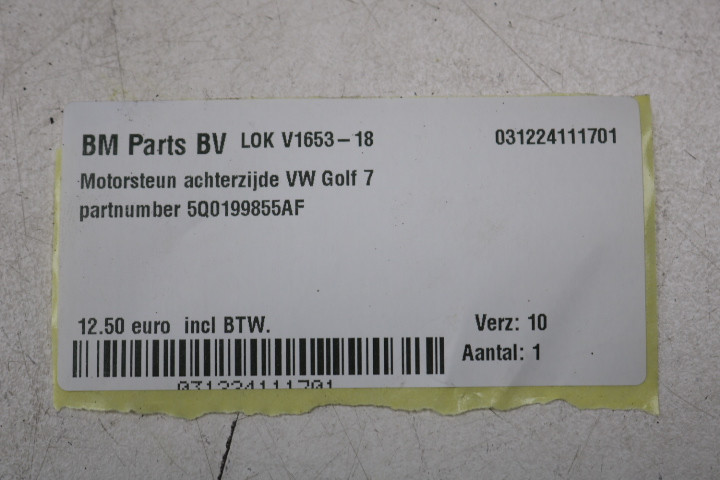 BM Parts BV LOK V1653-18 031224111701
Motorsteun achterzijde VW Golf 7
partnumber 5Q0199855AF
12.50 euro incl BTW. Verz: 10
Aantal: 1
031224111701